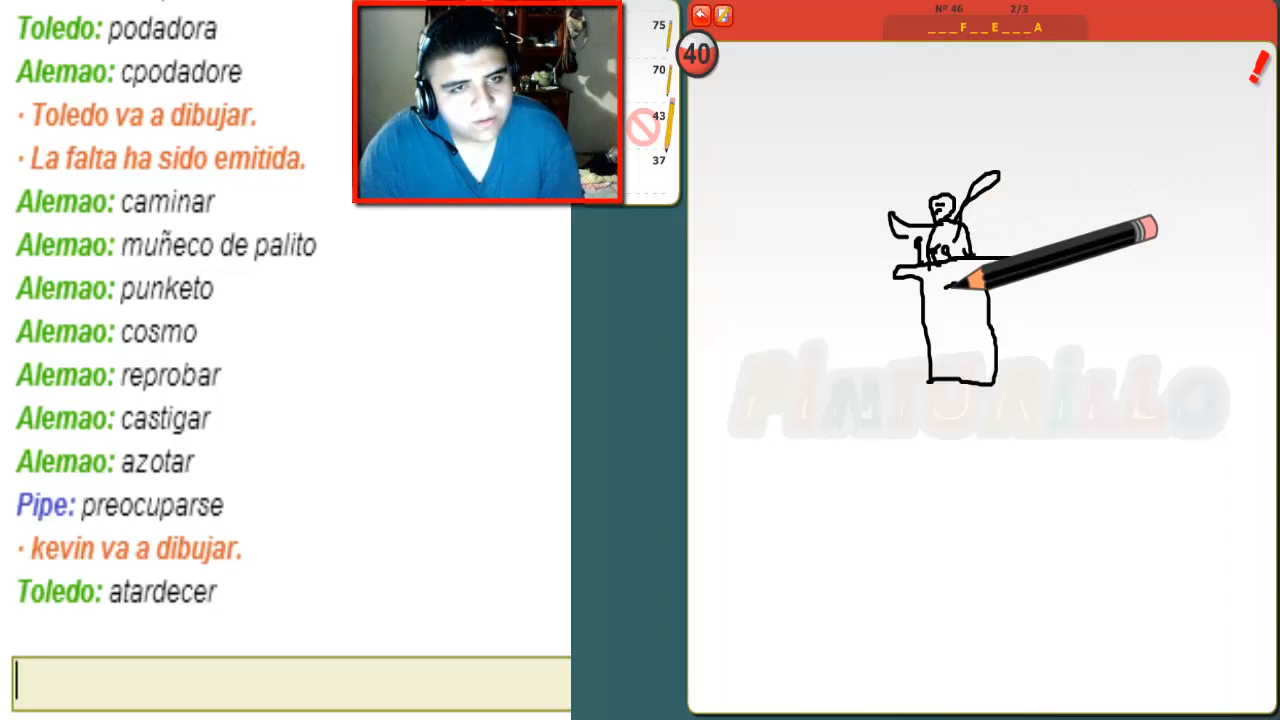 Toledo: podadora
Alemao: cpodadore
· Toledo va a dibujar.
· La falta ha sido emitida.
Alemao: caminar
Alemao: muñeco de palito
Alemao: punketo
Alemao: cosmo
Alemao: reprobar
Alemao: castigar
Alemao: azotar
Pipe: preocuparse
· kevin va a dibujar.
Toledo: atardecer
75
70
43
37
40
Nº 46 2/3
_ _ _ F _ _ E _ _ _ A
!
PINTURILLO